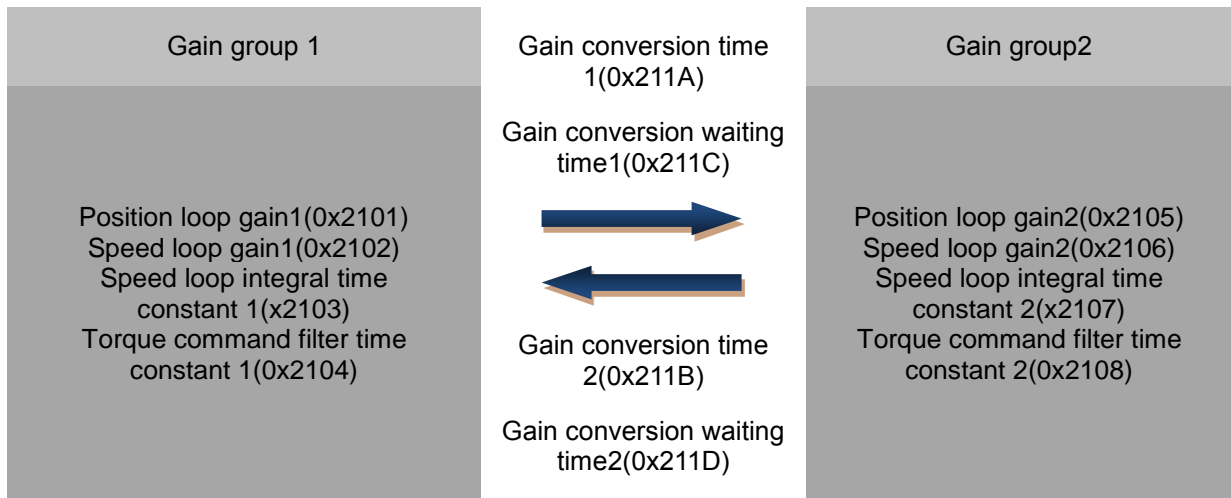 Gain group 1
Position loop gain1(0x2101)
Speed loop gain1(0x2102)
Speed loop integral time
constant 1(x2103)
Torque command filter time
constant 1(0x2104)
Gain conversion time
1(0x211A)
Gain conversion waiting
time1(0x211C)
Gain conversion time
2(0x211B)
Gain conversion waiting
time2(0x211D)
Gain group2
Position loop gain2(0x2105)
Speed loop gain2(0x2106)
Speed loop integral time
constant 2(x2107)
Torque command filter time
constant 2(0x2108)